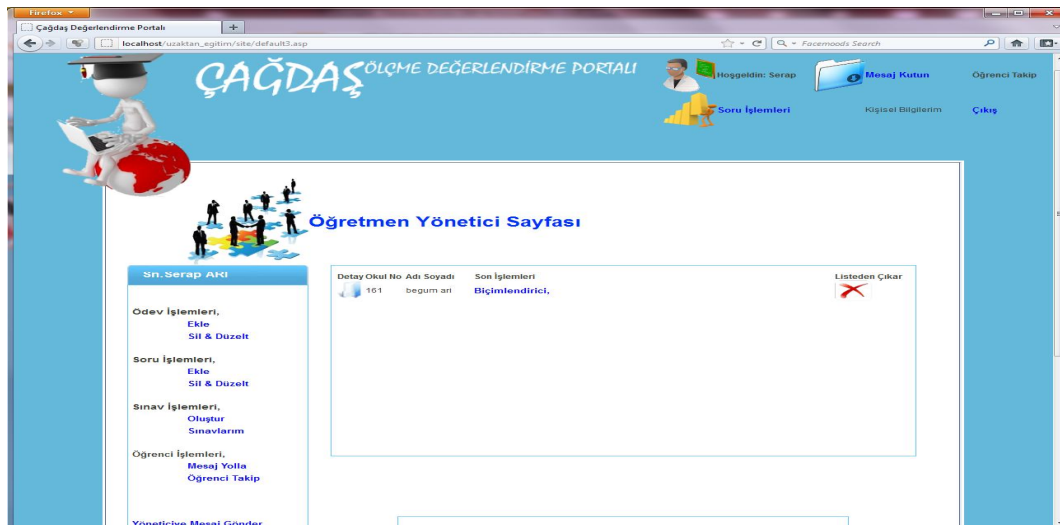 Firefox
Çağdaş Değerlendirme Portalı
localhost/uzaktan_egitim/site/default3.asp
Facemoods Search
ÇAĞDAŞ ÖLÇME DEĞERLENDİRME PORTALI
Hoşgeldin: Serap
Mesaj Kutun
Öğrenci Takip
Soru İşlemleri
Kişisel Bilgilerim
Çıkış
Öğretmen Yönetici Sayfası
Sn.Serap ARI
Detay Okul No Adı Soyadı Son İşlemleri Listeden Çıkar
161 begum ari Biçimlendirici,
Ödev İşlemleri,
Ekle
Sil & Düzelt
Soru İşlemleri,
Ekle
Sil & Düzelt
Sınav İşlemleri,
Oluştur
Sınavlarım
Öğrenci İşlemleri,
Mesaj Yolla
Öğrenci Takip
Yöneticiye Mesaj Gönder